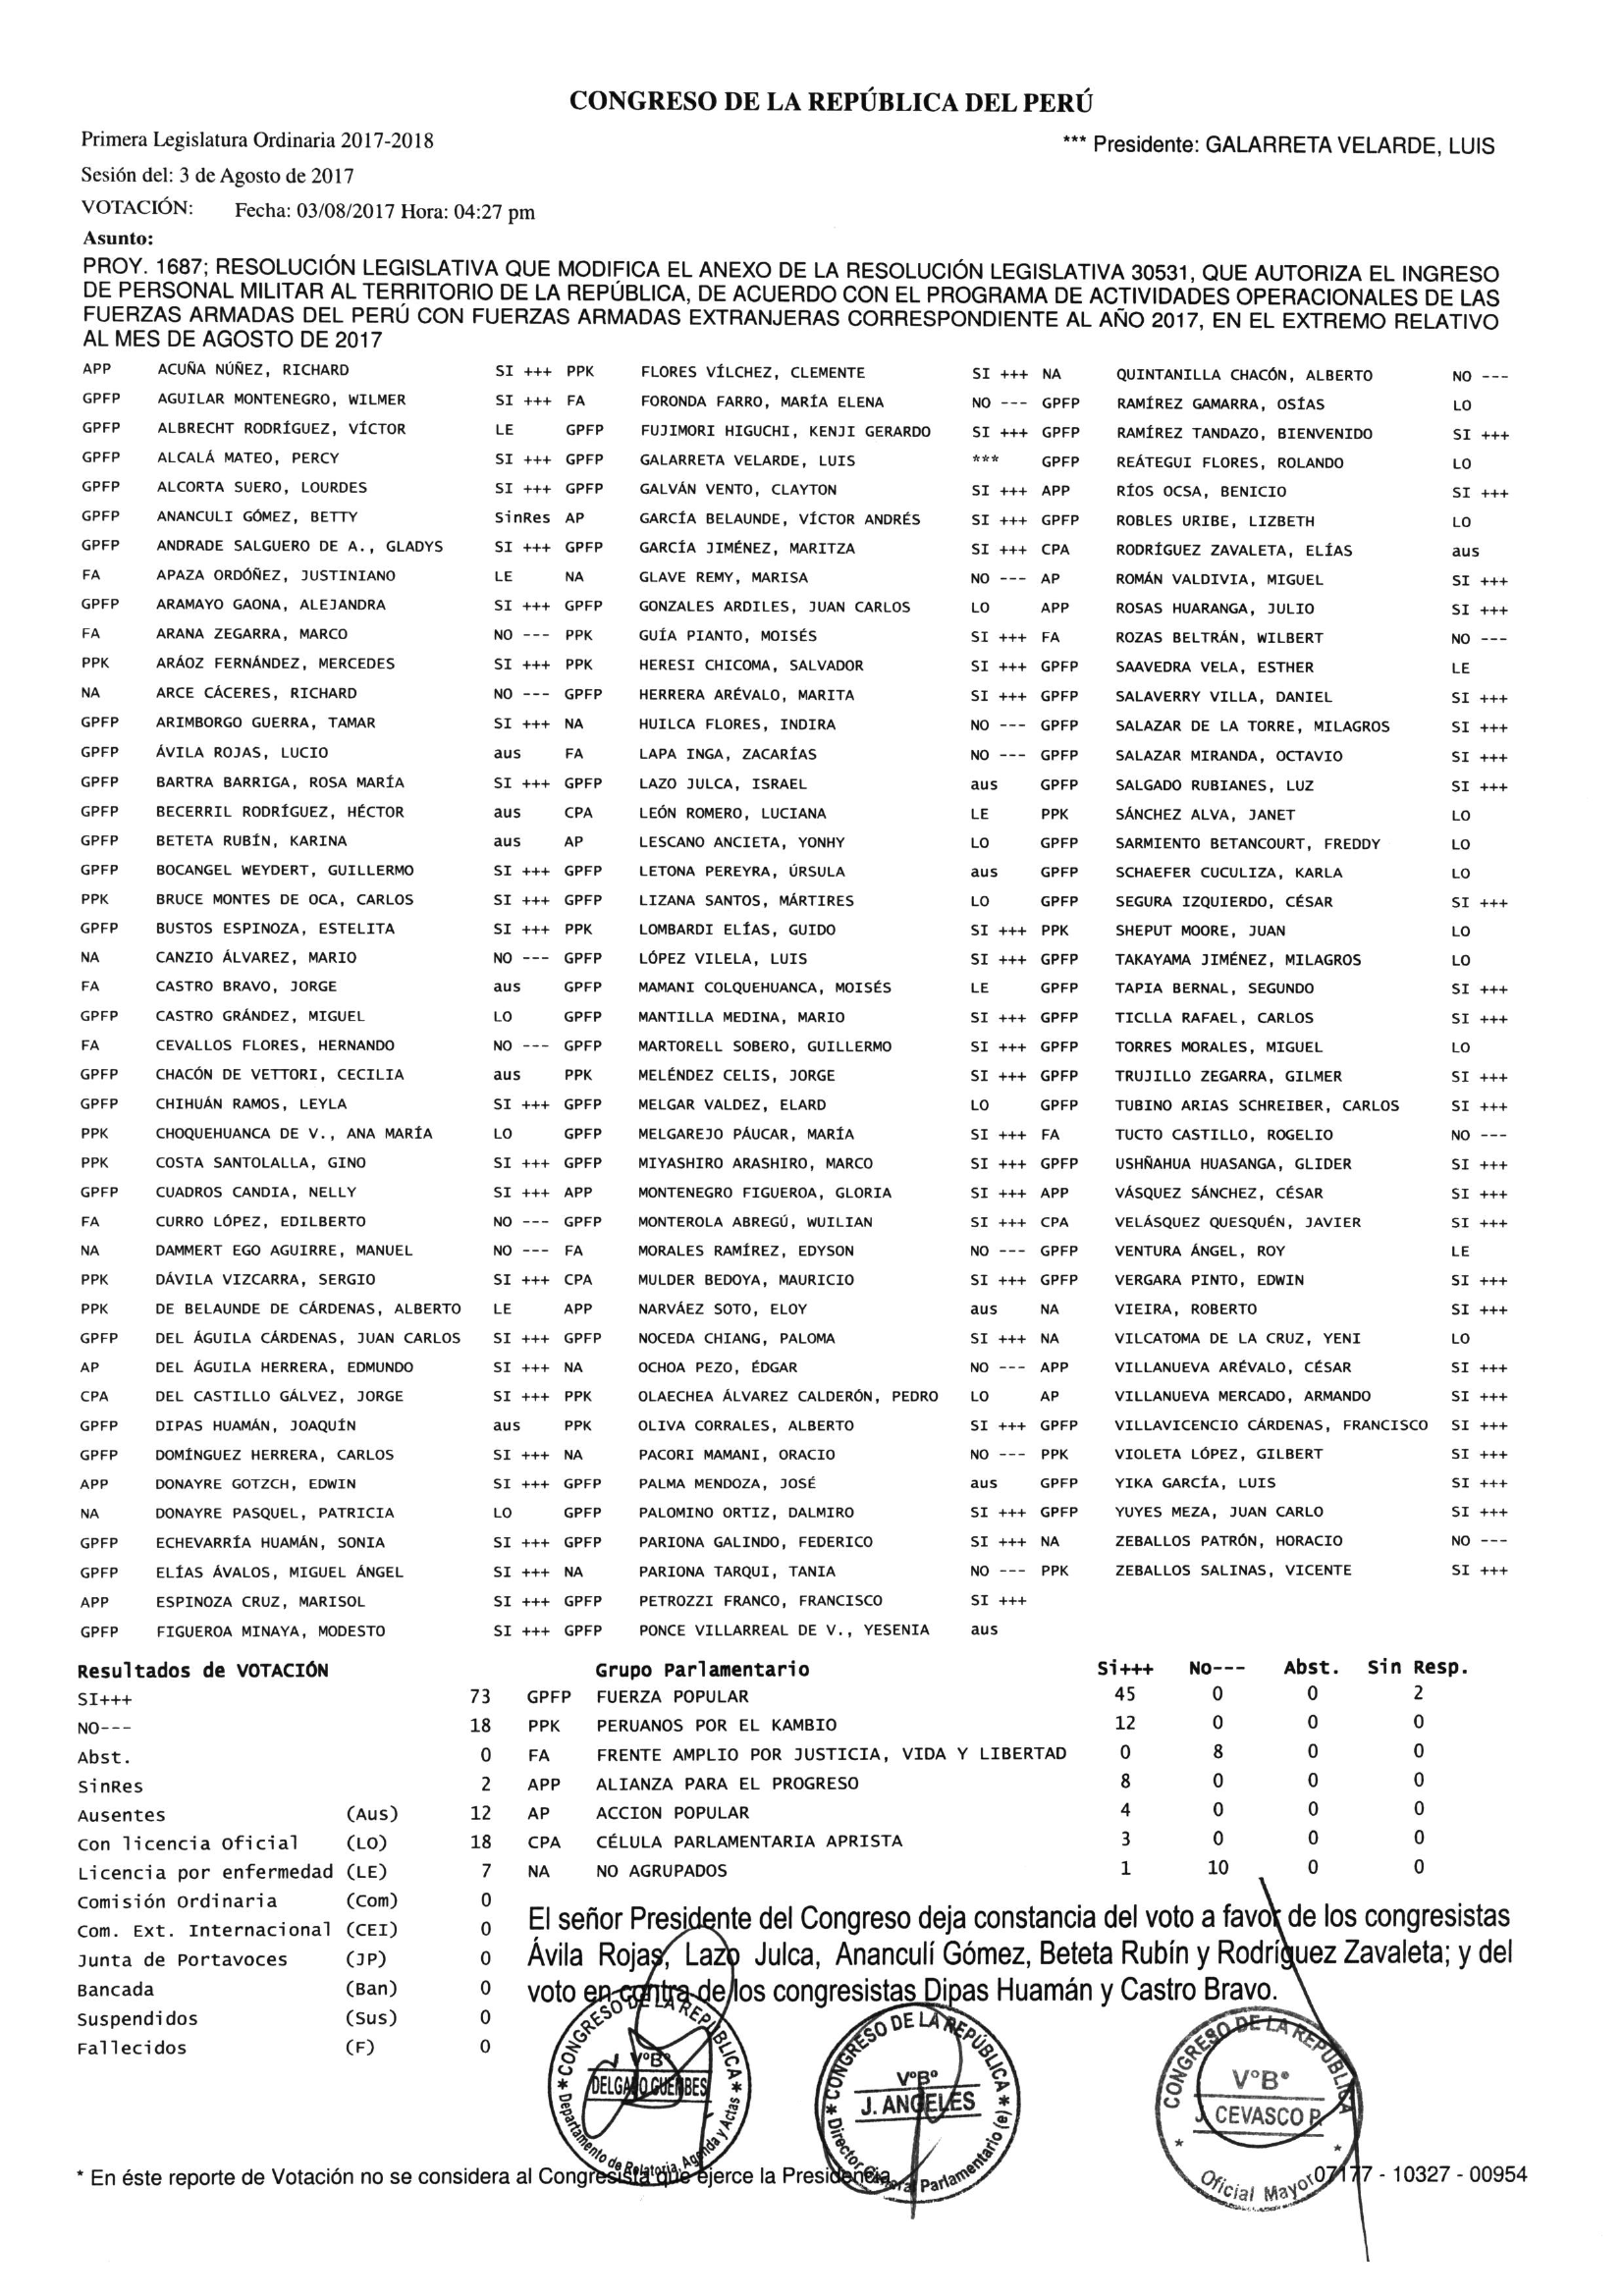 CONGRESO DE LA REPÚBLICA DEL PERÚ
Primera Legislatura Ordinaria 2017-2018 *** Presidente: GALARRETA VELARDE, LUIS
Sesión del: 3 de Agosto de 2017
VOTACIÓN: Fecha: 03/08/2017 Hora: 04:27 pm
Asunto:
PROY. 1687; RESOLUCIÓN LEGISLATIVA QUE MODIFICA EL ANEXO DE LA RESOLUCIÓN LEGISLATIVA 30531, QUE AUTORIZA EL INGRESO
DE PERSONAL MILITAR AL TERRITORIO DE LA REPÚBLICA, DE ACUERDO CON EL PROGRAMA DE ACTIVIDADES OPERACIONALES DE LAS
FUERZAS ARMADAS DEL PERÚ CON FUERZAS ARMADAS EXTRANJERAS CORRESPONDIENTE AL AÑO 2017, EN EL EXTREMO RELATIVO
AL MES DE AGOSTO DE 2017
APP ACUÑA NÚÑEZ, RICHARD SI +++ PPK FLORES VÍLCHEZ, CLEMENTE SI +++ NA QUINTANILLA CHACÓN, ALBERTO NO ---
GPFP AGUILAR MONTENEGRO, WILMER SI +++ FA FORONDA FARRO, MARÍA ELENA NO --- GPFP RAMÍREZ GAMARRA, OSÍAS LO
GPFP ALBRECHT RODRÍGUEZ, VÍCTOR LE GPFP FUJIMORI HIGUCHI, KENJI GERARDO SI +++ GPFP RAMÍREZ TANDAZO, BIENVENIDO SI +++
GPFP ALCALÁ MATEO, PERCY SI +++ GPFP GALARRETA VELARDE, LUIS *** GPFP REÁTEGUI FLORES, ROLANDO LO
GPFP ALCORTA SUERO, LOURDES SI +++ GPFP GALVÁN VENTO, CLAYTON SI +++ APP RÍOS OCSA, BENICIO SI +++
GPFP ANANCULI GÓMEZ, BETTY SinRes AP GARCÍA BELAUNDE, VÍCTOR ANDRÉS SI +++ GPFP ROBLES URIBE, LIZBETH LO
GPFP ANDRADE SALGUERO DE A., GLADYS SI +++ GPFP GARCÍA JIMÉNEZ, MARITZA SI +++ CPA RODRÍGUEZ ZAVALETA, ELÍAS aus
FA APAZA ORDÓÑEZ, JUSTINIANO LE NA GLAVE REMY, MARISA NO --- AP ROMÁN VALDIVIA, MIGUEL SI +++
GPFP ARAMAYO GAONA, ALEJANDRA SI +++ GPFP GONZALES ARDILES, JUAN CARLOS LO APP ROSAS HUARANGA, JULIO SI +++
FA ARANA ZEGARRA, MARCO NO --- PPK GUÍA PIANTO, MOISÉS SI +++ FA ROZAS BELTRÁN, WILBERT NO ---
PPK ARÁOZ FERNÁNDEZ, MERCEDES SI +++ PPK HERESI CHICOMA, SALVADOR SI +++ GPFP SAAVEDRA VELA, ESTHER LE
NA ARCE CÁCERES, RICHARD NO --- GPFP HERRERA ARÉVALO, MARITA SI +++ GPFP SALAVERRY VILLA, DANIEL SI +++
GPFP ARIMBORGO GUERRA, TAMAR SI +++ NA HUILCA FLORES, INDIRA NO --- GPFP SALAZAR DE LA TORRE, MILAGROS SI +++
GPFP ÁVILA ROJAS, LUCIO aus FA LAPA INGA, ZACARÍAS NO --- GPFP SALAZAR MIRANDA, OCTAVIO SI +++
GPFP BARTRA BARRIGA, ROSA MARÍA SI +++ GPFP LAZO JULCA, ISRAEL aus GPFP SALGADO RUBIANES, LUZ SI +++
GPFP BECERRIL RODRÍGUEZ, HÉCTOR aus CPA LEÓN ROMERO, LUCIANA LE PPK SÁNCHEZ ALVA, JANET LO
GPFP BETETA RUBÍN, KARINA aus AP LESCANO ANCIETA, YONHY LO GPFP SARMIENTO BETANCOURT, FREDDY LO
GPFP BOCANGEL WEYDERT, GUILLERMO SI +++ GPFP LETONA PEREYRA, ÚRSULA aus GPFP SCHAEFER CUCULIZA, KARLA LO
PPK BRUCE MONTES DE OCA, CARLOS SI +++ GPFP LIZANA SANTOS, MÁRTIRES LO GPFP SEGURA IZQUIERDO, CÉSAR SI +++
GPFP BUSTOS ESPINOZA, ESTELITA SI +++ PPK LOMBARDI ELÍAS, GUIDO SI +++ PPK SHEPUT MOORE, JUAN LO
NA CANZIO ÁLVAREZ, MARIO NO --- GPFP LÓPEZ VILELA, LUIS SI +++ GPFP TAKAYAMA JIMÉNEZ, MILAGROS LO
FA CASTRO BRAVO, JORGE aus GPFP MAMANI COLQUEHUANCA, MOISÉS LE GPFP TAPIA BERNAL, SEGUNDO SI +++
GPFP CASTRO GRÁNDEZ, MIGUEL LO GPFP MANTILLA MEDINA, MARIO SI +++ GPFP TICLLA RAFAEL, CARLOS SI +++
FA CEVALLOS FLORES, HERNANDO NO --- GPFP MARTORELL SOBERO, GUILLERMO SI +++ GPFP TORRES MORALES, MIGUEL LO
GPFP CHACÓN DE VETTORI, CECILIA aus PPK MELÉNDEZ CELIS, JORGE SI +++ GPFP TRUJILLO ZEGARRA, GILMER SI +++
GPFP CHIHUÁN RAMOS, LEYLA SI +++ GPFP MELGAR VALDEZ, ELARD LO GPFP TUBINO ARIAS SCHREIBER, CARLOS SI +++
PPK CHOQUEHUANCA DE V., ANA MARÍA LO GPFP MELGAREJO PÁUCAR, MARÍA SI +++ FA TUCTO CASTILLO, ROGELIO NO ---
PPK COSTA SANTOLALLA, GINO SI +++ GPFP MIYASHIRO ARASHIRO, MARCO SI +++ GPFP USHÑAHUA HUASANGA, GLIDER SI +++
GPFP CUADROS CANDIA, NELLY SI +++ APP MONTENEGRO FIGUEROA, GLORIA SI +++ APP VÁSQUEZ SÁNCHEZ, CÉSAR SI +++
FA CURRO LÓPEZ, EDILBERTO NO --- GPFP MONTEROLA ABREGÚ, WUILIAN SI +++ CPA VELÁSQUEZ QUESQUÉN, JAVIER SI +++
NA DAMMERT EGO AGUIRRE, MANUEL NO --- FA MORALES RAMÍREZ, EDYSON NO --- GPFP VENTURA ÁNGEL, ROY LE
PPK DÁVILA VIZCARRA, SERGIO SI +++ CPA MULDER BEDOYA, MAURICIO SI +++ GPFP VERGARA PINTO, EDWIN SI +++
PPK DE BELAUNDE DE CÁRDENAS, ALBERTO LE APP NARVÁEZ SOTO, ELOY aus NA VIEIRA, ROBERTO SI +++
GPFP DEL ÁGUILA CÁRDENAS, JUAN CARLOS SI +++ GPFP NOCEDA CHIANG, PALOMA SI +++ NA VILCATOMA DE LA CRUZ, YENI LO
AP DEL ÁGUILA HERRERA, EDMUNDO SI +++ NA OCHOA PEZO, ÉDGAR NO --- APP VILLANUEVA ARÉVALO, CÉSAR SI +++
CPA DEL CASTILLO GÁLVEZ, JORGE SI +++ PPK OLAECHEA ÁLVAREZ CALDERÓN, PEDRO LO AP VILLANUEVA MERCADO, ARMANDO SI +++
GPFP DIPAS HUAMÁN, JOAQUÍN aus PPK OLIVA CORRALES, ALBERTO SI +++ GPFP VILLAVICENCIO CÁRDENAS, FRANCISCO SI +++
GPFP DOMÍNGUEZ HERRERA, CARLOS SI +++ NA PACORI MAMANI, ORACIO NO --- PPK VIOLETA LÓPEZ, GILBERT SI +++
APP DONAYRE GOTZCH, EDWIN SI +++ GPFP PALMA MENDOZA, JOSÉ aus GPFP YIKA GARCÍA, LUIS SI +++
NA DONAYRE PASQUEL, PATRICIA LO GPFP PALOMINO ORTIZ, DALMIRO SI +++ GPFP YUYES MEZA, JUAN CARLO SI +++
GPFP ECHEVARRÍA HUAMÁN, SONIA SI +++ GPFP PARIONA GALINDO, FEDERICO SI +++ NA ZEBALLOS PATRÓN, HORACIO NO ---
GPFP ELÍAS ÁVALOS, MIGUEL ÁNGEL SI +++ NA PARIONA TARQUI, TANIA NO --- PPK ZEBALLOS SALINAS, VICENTE SI +++
APP ESPINOZA CRUZ, MARISOL SI +++ GPFP PETROZZI FRANCO, FRANCISCO SI +++
GPFP FIGUEROA MINAYA, MODESTO SI +++ GPFP PONCE VILLARREAL DE V., YESENIA aus
Resultados de VOTACIÓN Grupo Parlamentario Si+++ No--- Abst. Sin Resp.
SI+++ 73 GPFP FUERZA POPULAR 45 0 0 2
NO--- 18 PPK PERUANOS POR EL KAMBIO 12 0 0 0
Abst. 0 FA FRENTE AMPLIO POR JUSTICIA, VIDA Y LIBERTAD 0 8 0 0
SinRes 2 APP ALIANZA PARA EL PROGRESO 8 0 0 0
Ausentes (Aus) 12 AP ACCION POPULAR 4 0 0 0
Con licencia Oficial (LO) 18 CPA CÉLULA PARLAMENTARIA APRISTA 3 0 0 0
Licencia por enfermedad (LE) 7 NA NO AGRUPADOS 1 10 0 0
Comisión Ordinaria (Com) 0
Com. Ext. Internacional (CEI) 0
Junta de Portavoces (JP) 0
Bancada (Ban) 0
Suspendidos (Sus) 0
Fallecidos (F) 0
El señor Presidente del Congreso deja constancia del voto a favor de los congresistas
Ávila Rojas, Lazo Julca, Ananculí Gómez, Beteta Rubín y Rodríguez Zavaleta; y del
voto en contra de los congresistas Dipas Huamán y Castro Bravo.
CONGRESO DE LA REPÚBLICA
V°B°
DELGADO GUEMBES
Departamento de Relatoría, Agenda y Actas
CONGRESO DE LA REPÚBLICA
V°B°
J. ANGELES
Director General Parlamentario (e)
CONGRESO DE LA REPÚBLICA
V°B°
J. CEVASCO P.
Oficial Mayor
* En éste reporte de Votación no se considera al Congresista que ejerce la Presidencia 07177 - 10327 - 00954